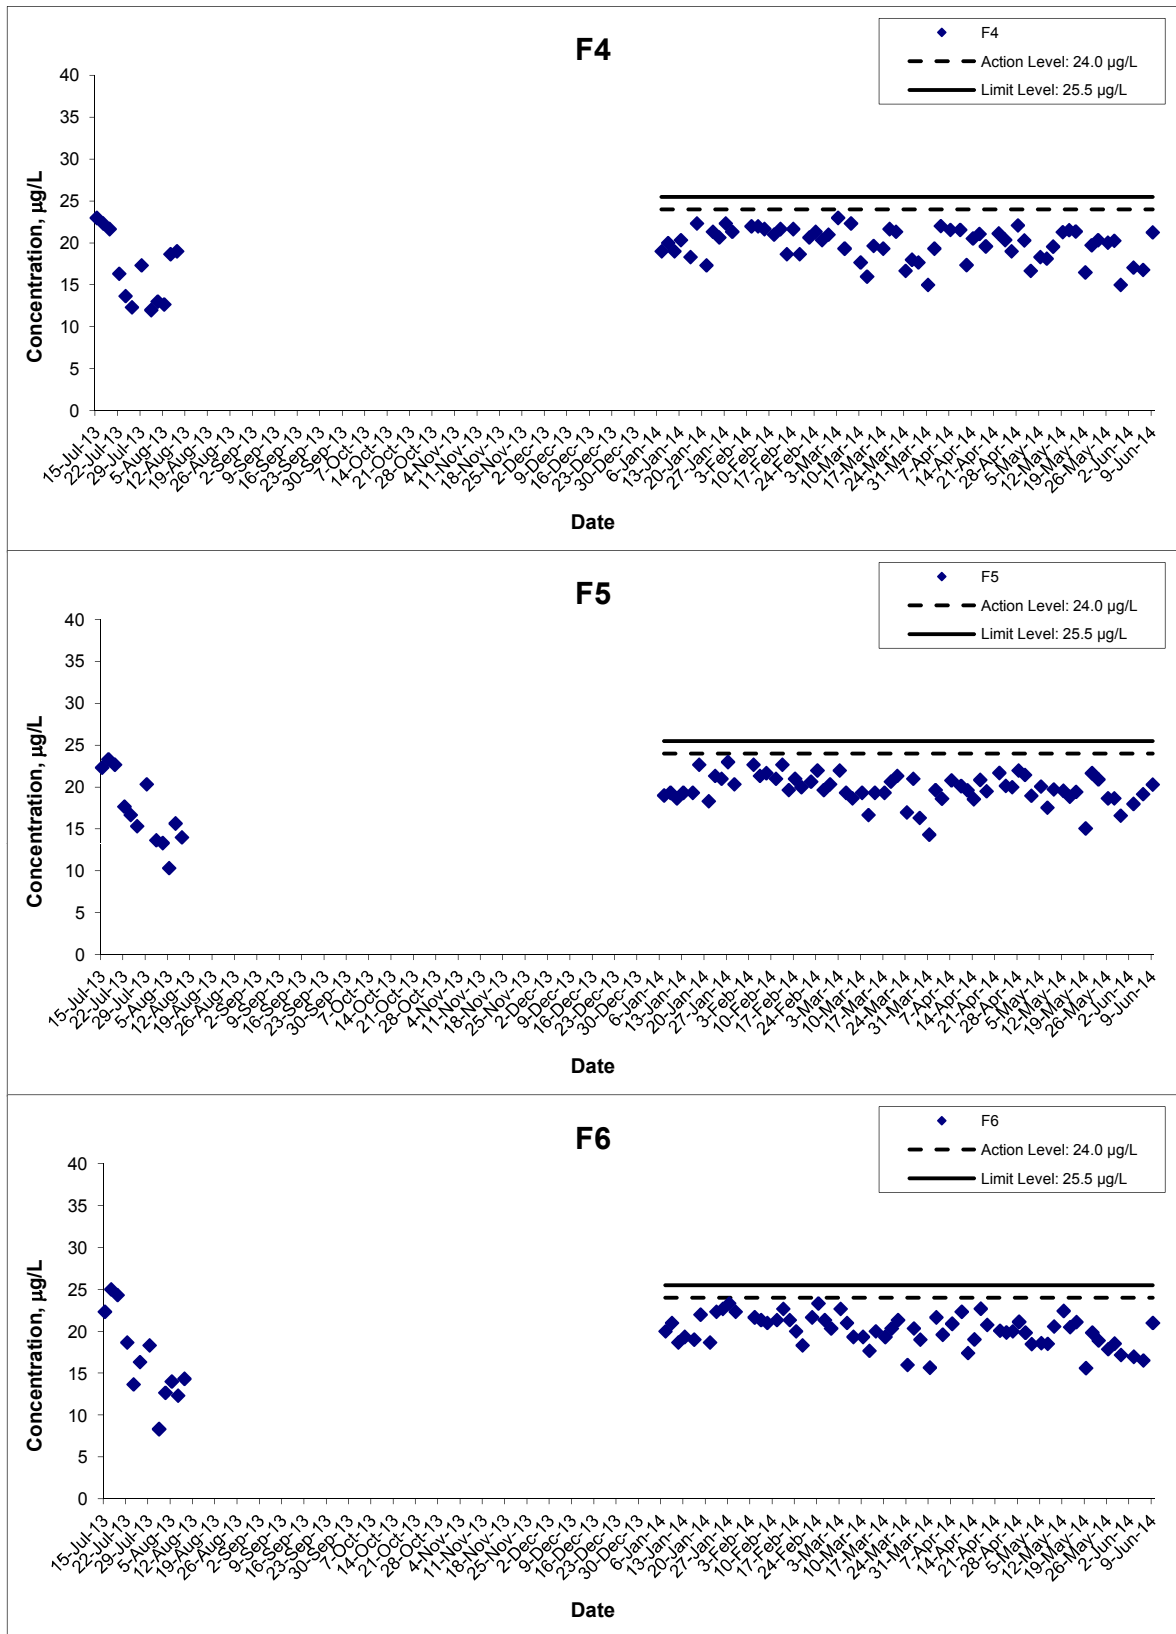 F4
F4
Action Level: 24.0 µg/L
Limit Level: 25.5 µg/L
Concentration, µg/L
40
35
30
25
20
15
10
5
0
15-Jul-13
22-Jul-13
29-Jul-13
5-Aug-13
12-Aug-13
19-Aug-13
26-Aug-13
2-Sep-13
9-Sep-13
16-Sep-13
23-Sep-13
30-Sep-13
7-Oct-13
14-Oct-13
21-Oct-13
28-Oct-13
4-Nov-13
11-Nov-13
18-Nov-13
25-Nov-13
2-Dec-13
9-Dec-13
16-Dec-13
23-Dec-13
30-Dec-13
6-Jan-14
13-Jan-14
20-Jan-14
27-Jan-14
3-Feb-14
10-Feb-14
17-Feb-14
24-Feb-14
3-Mar-14
10-Mar-14
17-Mar-14
24-Mar-14
31-Mar-14
7-Apr-14
14-Apr-14
21-Apr-14
28-Apr-14
5-May-14
12-May-14
19-May-14
26-May-14
2-Jun-14
9-Jun-14
Date
F5
F5
Action Level: 24.0 µg/L
Limit Level: 25.5 µg/L
Concentration, µg/L
40
35
30
25
20
15
10
5
0
15-Jul-13
22-Jul-13
29-Jul-13
5-Aug-13
12-Aug-13
19-Aug-13
26-Aug-13
2-Sep-13
9-Sep-13
16-Sep-13
23-Sep-13
30-Sep-13
7-Oct-13
14-Oct-13
21-Oct-13
28-Oct-13
4-Nov-13
11-Nov-13
18-Nov-13
25-Nov-13
2-Dec-13
9-Dec-13
16-Dec-13
23-Dec-13
30-Dec-13
6-Jan-14
13-Jan-14
20-Jan-14
27-Jan-14
3-Feb-14
10-Feb-14
17-Feb-14
24-Feb-14
3-Mar-14
10-Mar-14
17-Mar-14
24-Mar-14
31-Mar-14
7-Apr-14
14-Apr-14
21-Apr-14
28-Apr-14
5-May-14
12-May-14
19-May-14
26-May-14
2-Jun-14
9-Jun-14
Date
F6
F6
Action Level: 24.0 µg/L
Limit Level: 25.5 µg/L
Concentration, µg/L
40
35
30
25
20
15
10
5
0
15-Jul-13
22-Jul-13
29-Jul-13
5-Aug-13
12-Aug-13
19-Aug-13
26-Aug-13
2-Sep-13
9-Sep-13
16-Sep-13
23-Sep-13
30-Sep-13
7-Oct-13
14-Oct-13
21-Oct-13
28-Oct-13
4-Nov-13
11-Nov-13
18-Nov-13
25-Nov-13
2-Dec-13
9-Dec-13
16-Dec-13
23-Dec-13
30-Dec-13
6-Jan-14
13-Jan-14
20-Jan-14
27-Jan-14
3-Feb-14
10-Feb-14
17-Feb-14
24-Feb-14
3-Mar-14
10-Mar-14
17-Mar-14
24-Mar-14
31-Mar-14
7-Apr-14
14-Apr-14
21-Apr-14
28-Apr-14
5-May-14
12-May-14
19-May-14
26-May-14
2-Jun-14
9-Jun-14
Date